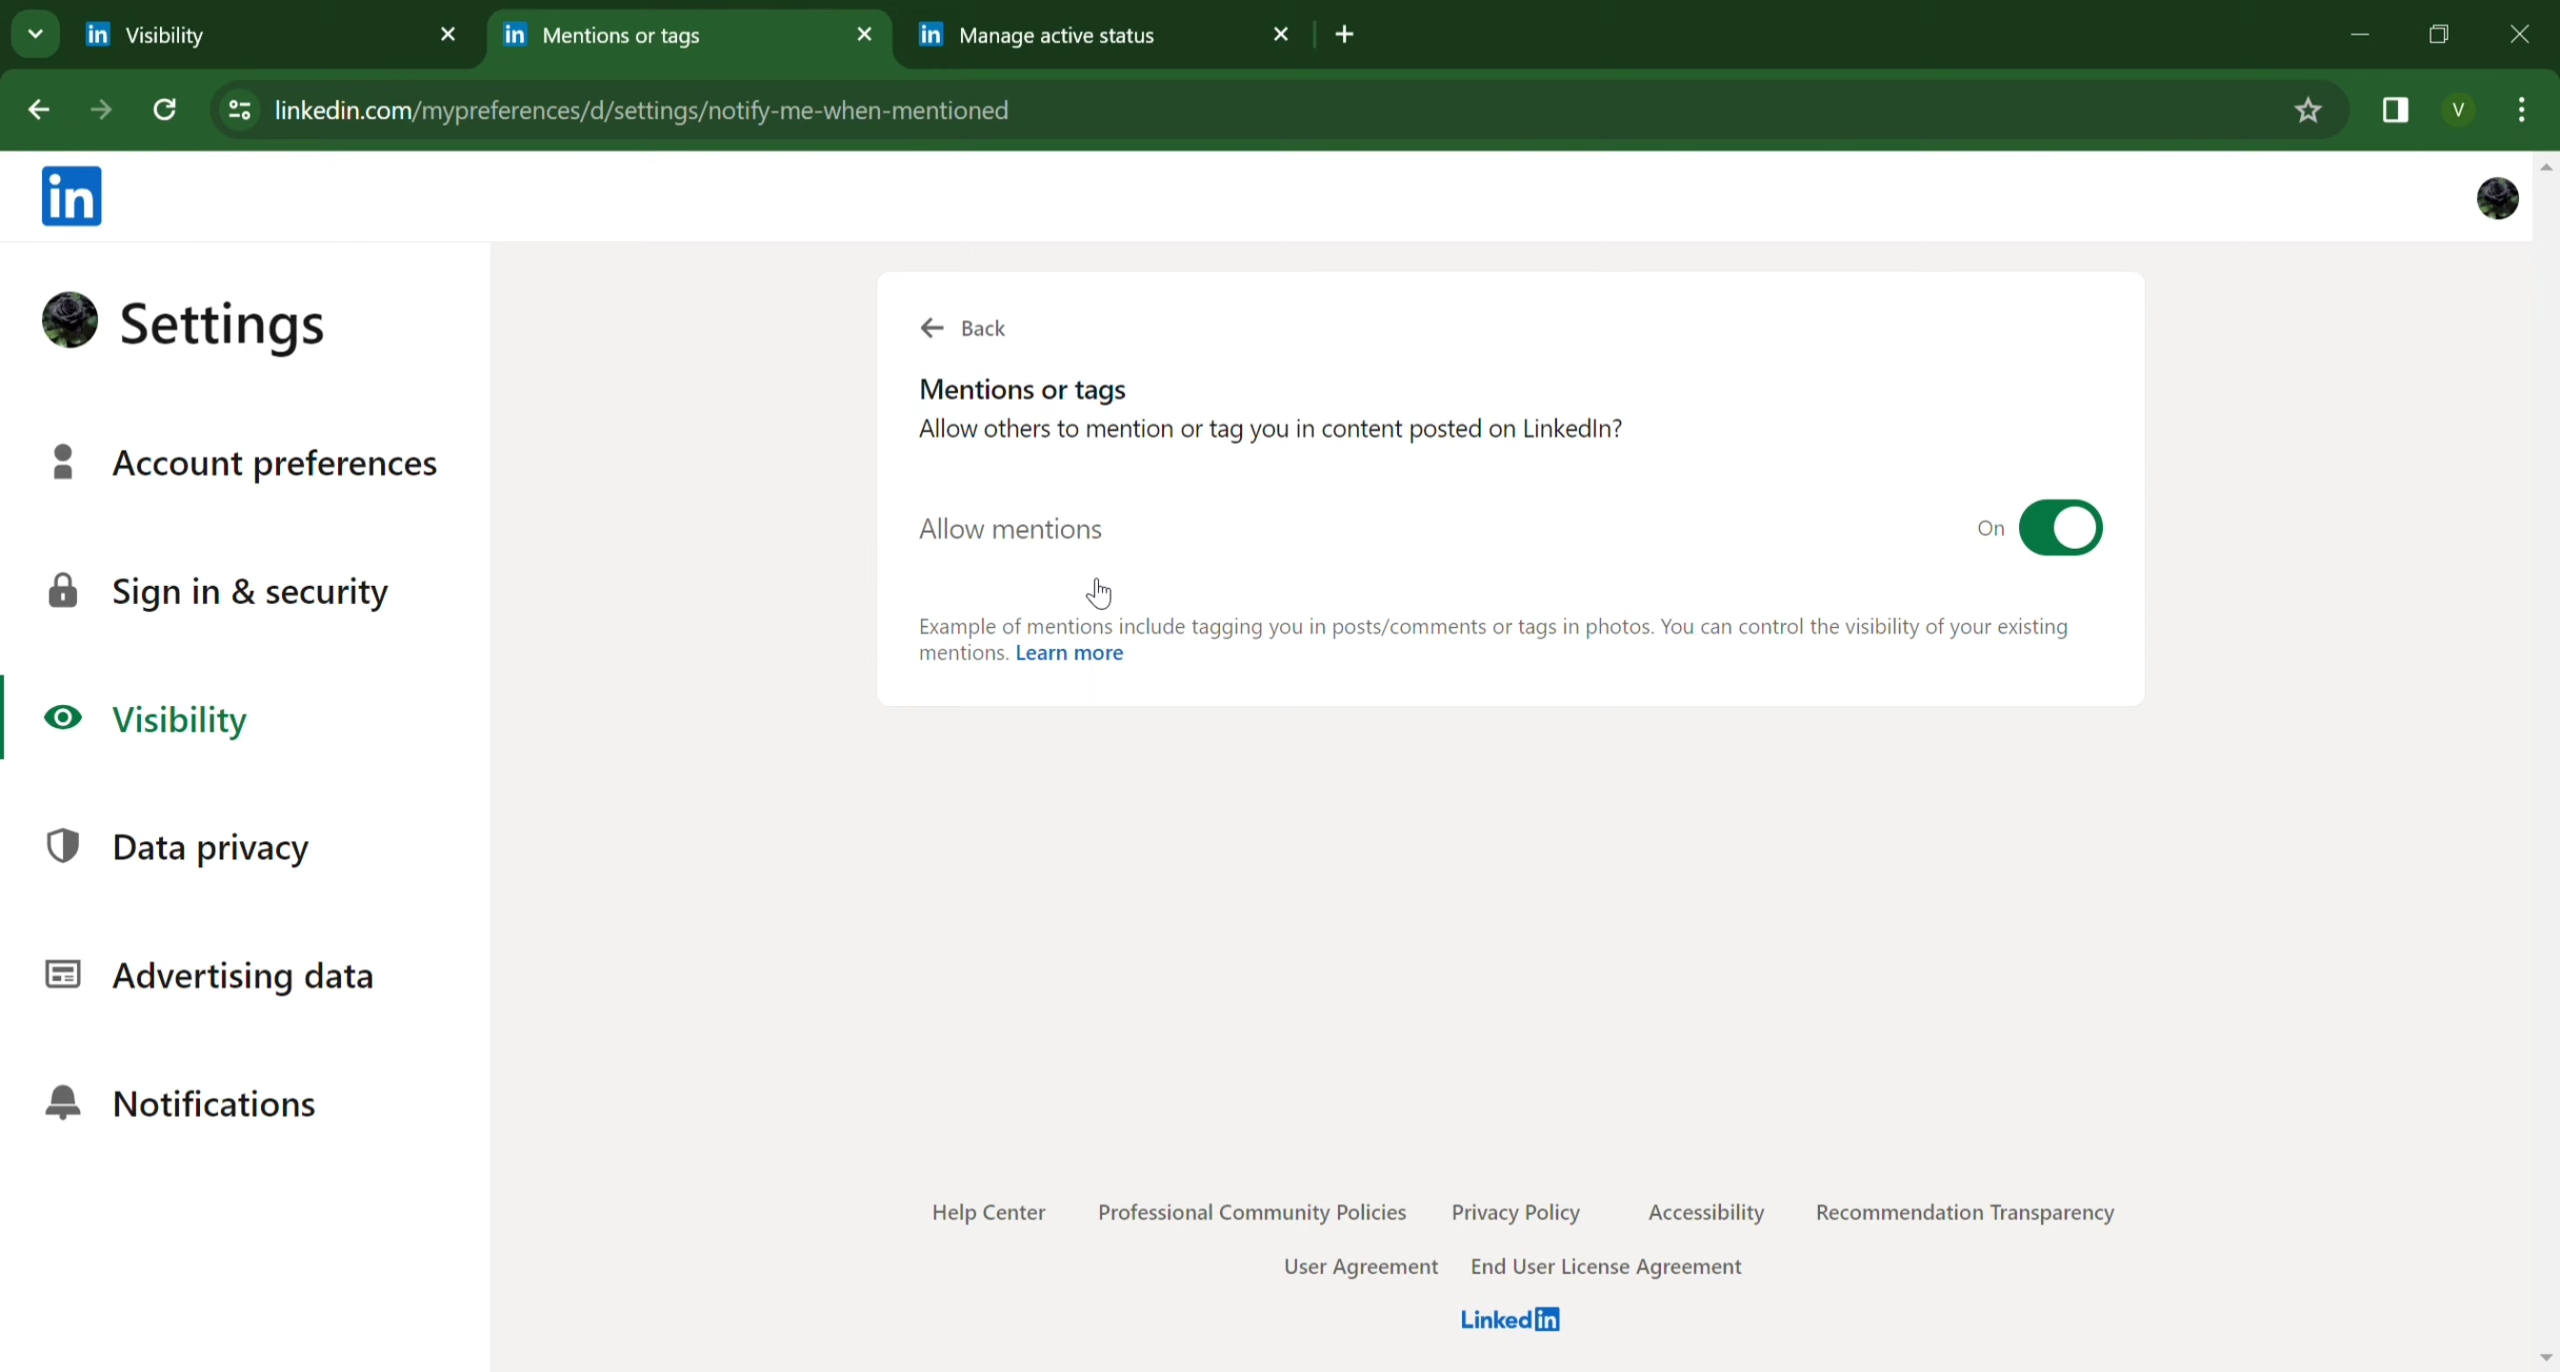 Visibility
Mentions or tags
Manage active status
linkedin.com/mypreferences/d/settings/notify-me-when-mentioned
V
in
Settings
Account preferences
Sign in & security
Visibility
Data privacy
Advertising data
Notifications
Back
Mentions or tags
Allow others to mention or tag you in content posted on LinkedIn?
Allow mentions
On
Example of mentions include tagging you in posts/comments or tags in photos. You can control the visibility of your existing
mentions. Learn more
Help Center Professional Community Policies Privacy Policy Accessibility Recommendation Transparency
User Agreement End User License Agreement
Linkedin